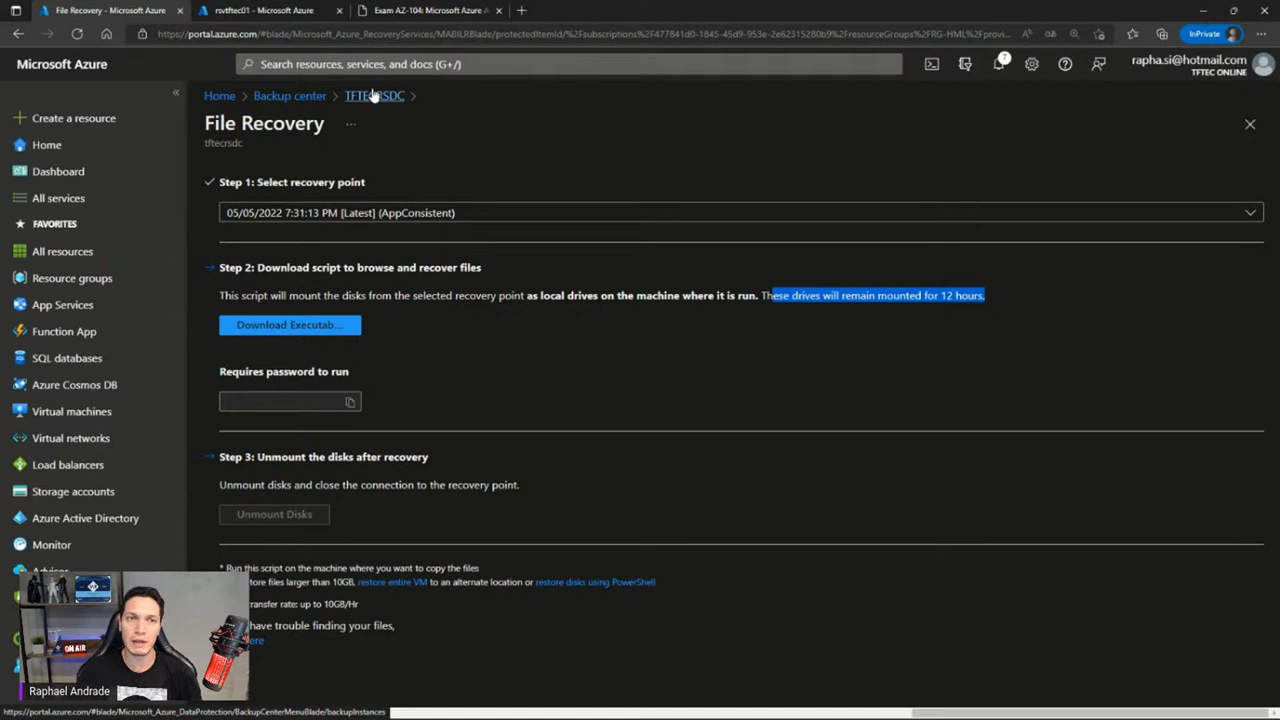 File Recovery - Microsoft Azure
rsvtftec01 - Microsoft Azure
Exam AZ-104: Microsoft Azure A
https://portal.azure.com/#blade/Microsoft_Azure_RecoveryServices/MABILRBlade/protectedItemId/%2Fsubscriptions%2F477841d0-1845-45d9-953e-2e62315280b9%2FresourceGroups%2FRG-HML%2Fprovi...
InPrivate
Microsoft Azure
Search resources, services, and docs (G+/)
7
rapha.si@hotmail.com
TFTEC ONLINE
Home > Backup center > TFTECRSDC >
File Recovery ...
tftecrsdc
Create a resource
Home
Dashboard
All services
FAVORITES
All resources
Resource groups
App Services
Function App
SQL databases
Azure Cosmos DB
Virtual machines
Virtual networks
Load balancers
Storage accounts
Azure Active Directory
Monitor
Step 1: Select recovery point
05/05/2022 7:31:13 PM [Latest] (AppConsistent)
Step 2: Download script to browse and recover files
This script will mount the disks from the selected recovery point as local drives on the machine where it is run. These drives will remain mounted for 12 hours.
Download Executab...
Requires password to run
Step 3: Unmount the disks after recovery
Unmount disks and close the connection to the recovery point.
Unmount Disks
* Run this script on the machine where you want to copy the files
tore files larger than 10GB, restore entire VM to an alternate location or restore disks using PowerShell
transfer rate: up to 10GB/Hr
have trouble finding your files,
ere
ON AIR
Raphael Andrade
https://portal.azure.com/#blade/Microsoft_Azure_DataProtection/BackupCenterMenuBlade/backupInstances